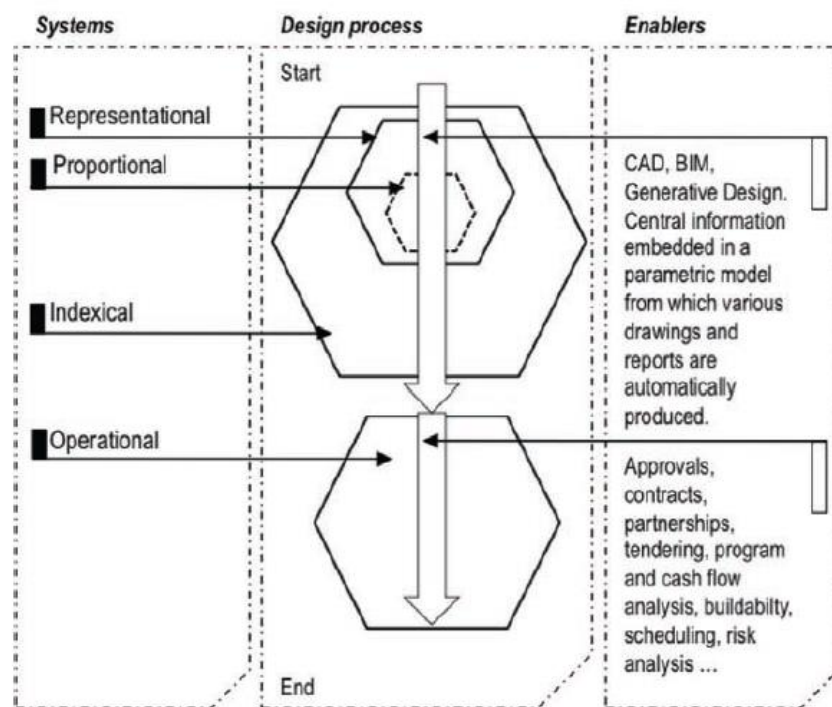 Systems
Design process
Enablers
Start
Representational
Proportional
Indexical
Operational
CAD, BIM,
Generative Design.
Central information
embedded in a
parametric model
from which various
drawings and
reports are
automatically
produced.
Approvals,
contracts,
partnerships,
tendering, program
and cash flow
analysis, buildabilty,
scheduling, risk
analysis ...
End